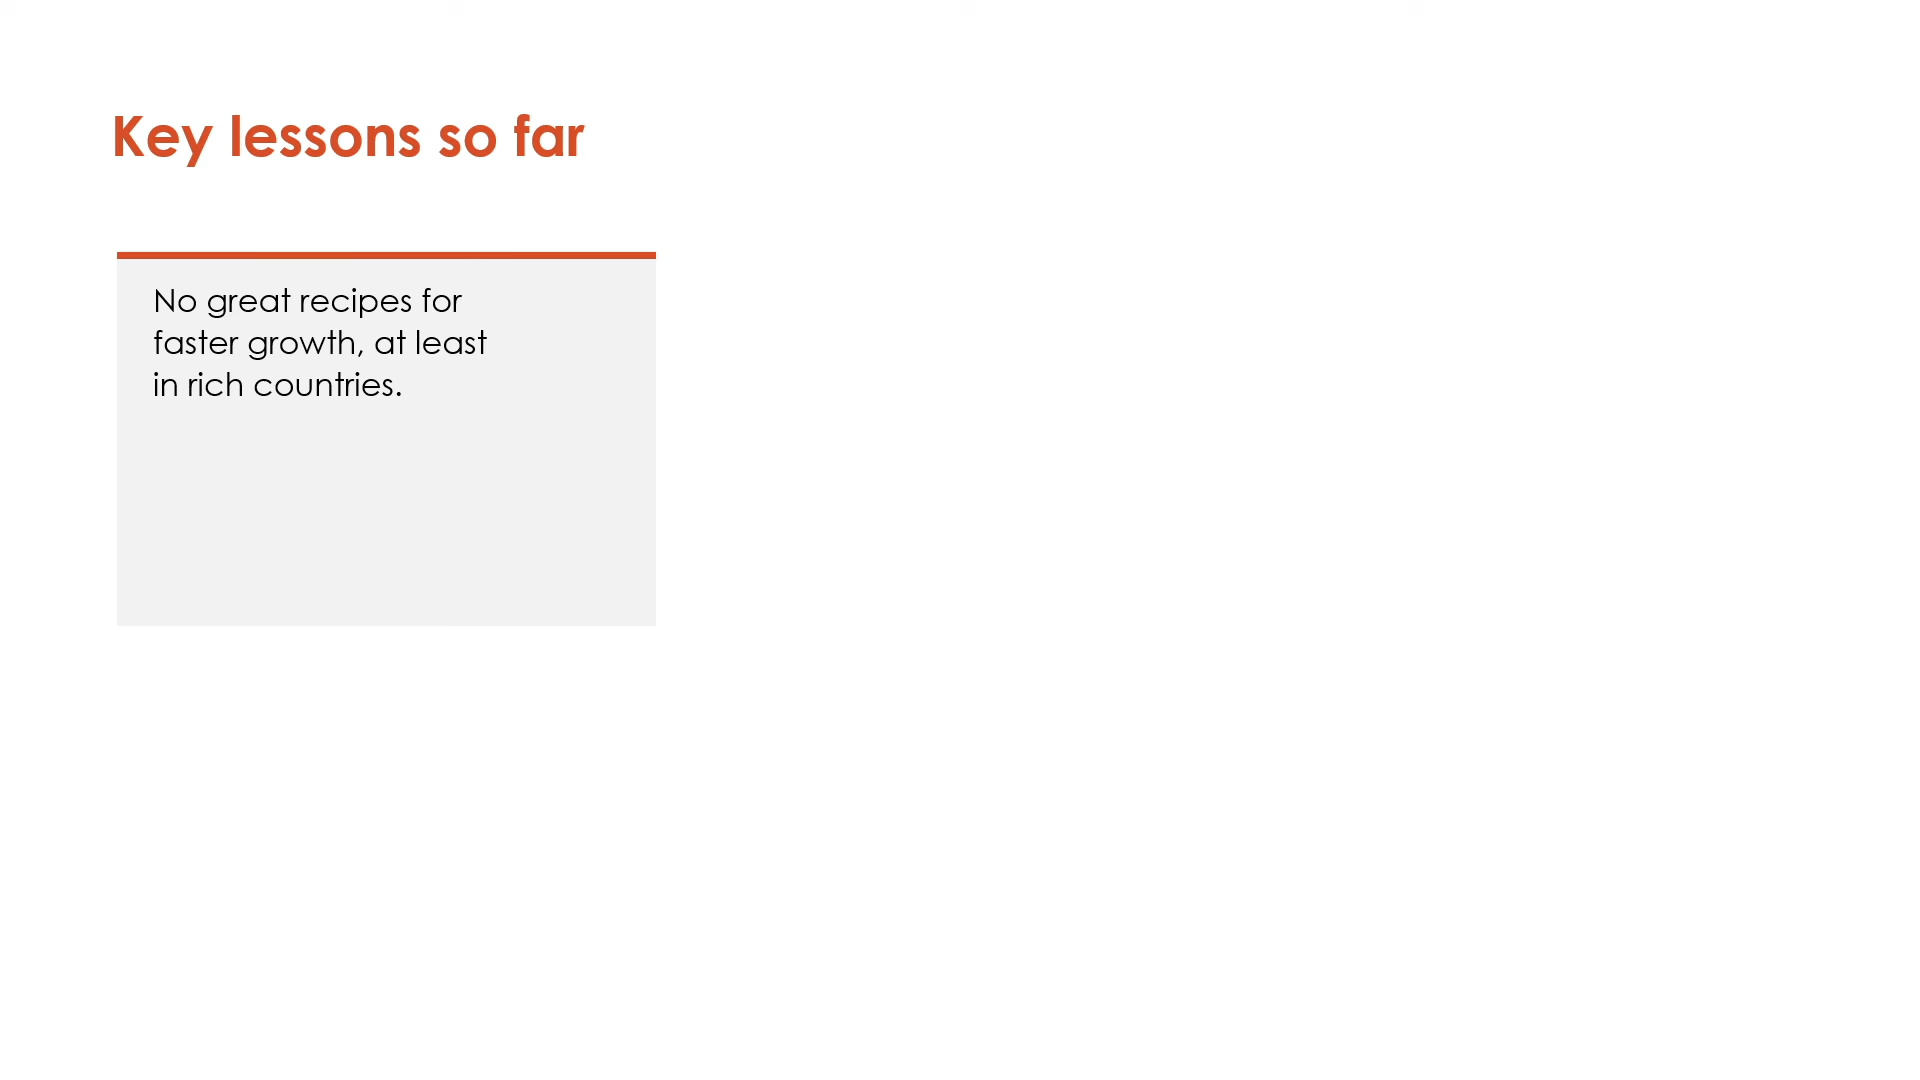 Key lessons so far
No great recipes for
faster growth, at least
in rich countries.